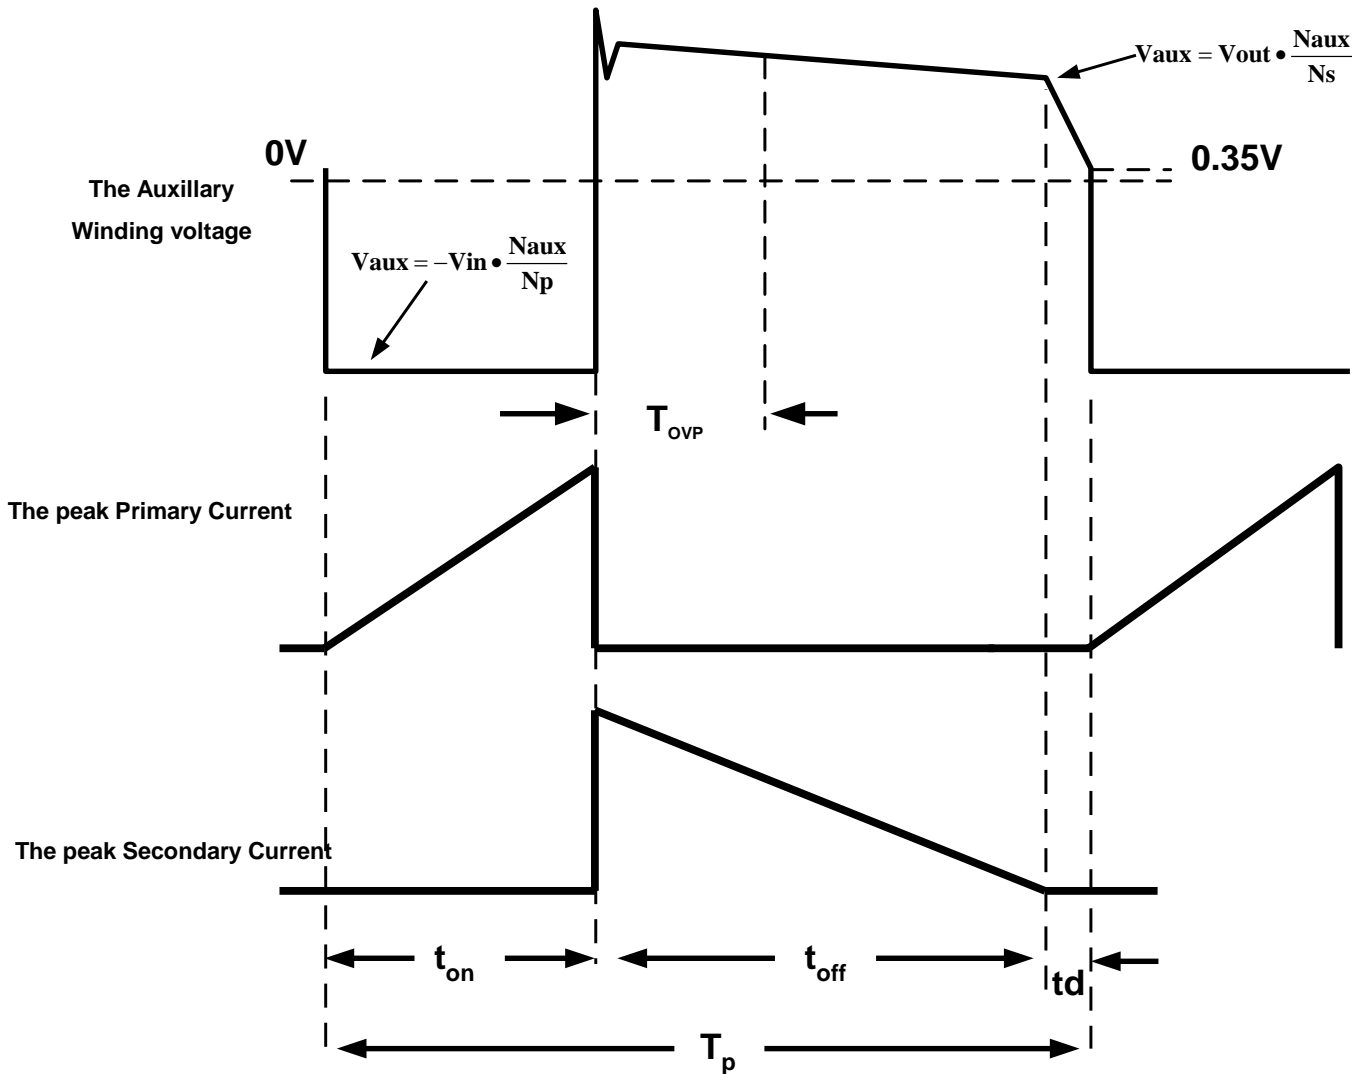 Vaux = Vout • Naux/Ns
0V
0.35V
The Auxillary
Winding voltage
Vaux = −Vin • Naux/Np
TOVP
The peak Primary Current
The peak Secondary Current
ton
toff
td
Tp